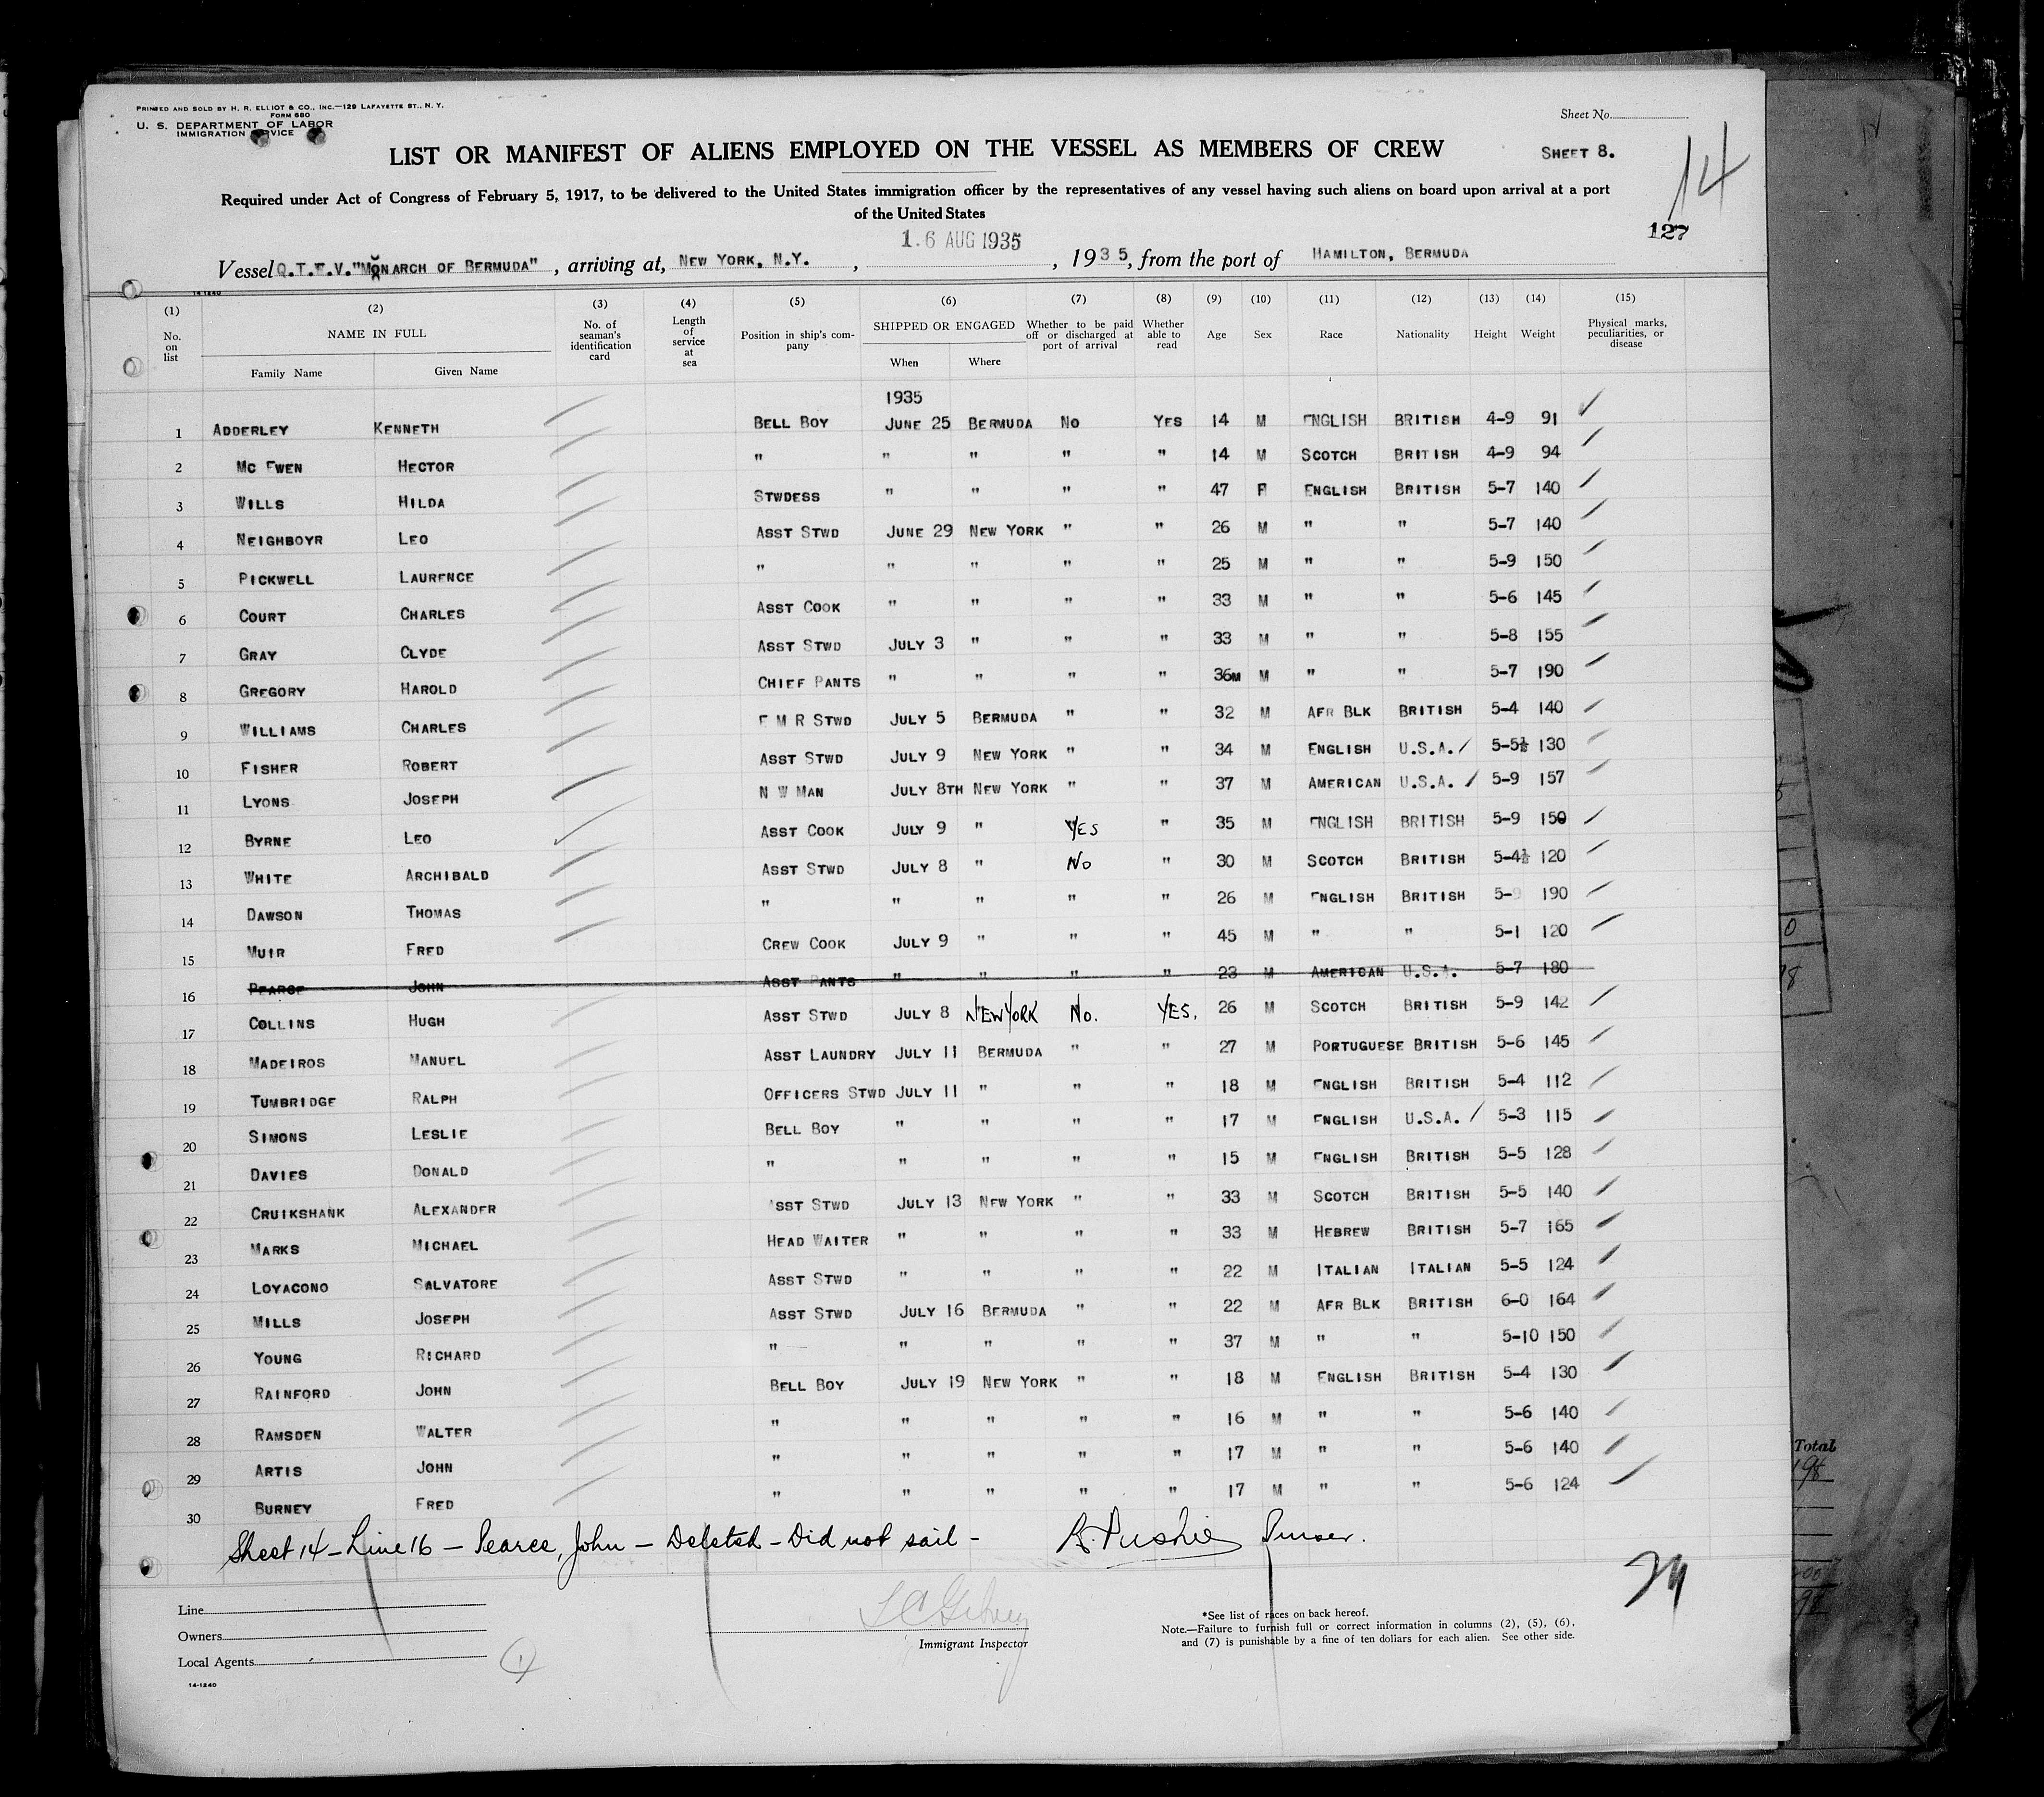 PRINTED AND SOLD BY H. R. ELLIOT & CO., INC.—129 LAFAYETTE ST., N. Y.
FORM 680
U. S. DEPARTMENT OF LABOR
IMMIGRATION SERVICE
Sheet No.
LIST OR MANIFEST OF ALIENS EMPLOYED ON THE VESSEL AS MEMBERS OF CREW
SHEET 8.
14
Required under Act of Congress of February 5, 1917, to be delivered to the United States immigration officer by the representatives of any vessel having such aliens on board upon arrival at a port
of the United States
127
16 AUG 1935
Vessel Q.T.E.V."MONARCH OF BERMUDA", arriving at, NEW YORK, N.Y., , 1935, from the port of HAMILTON, BERMUDA
14-1240
(1) (2) (3) (4) (5) (6) (7) (8) (9) (10) (11) (12) (13) (14) (15)
No. on list NAME IN FULL Family Name Given Name No. of seaman's identification card Length of service at sea Position in ship's company SHIPPED OR ENGAGED When Where Whether to be paid off or discharged at port of arrival Whether able to read Age Sex Race Nationality Height Weight Physical marks, peculiarities, or disease
1935
1 ADDERLEY KENNETH BELL BOY JUNE 25 BERMUDA NO YES 14 M ENGLISH BRITISH 4-9 91
2 MC EWEN HECTOR " " " " " 14 M SCOTCH BRITISH 4-9 94
3 WILLS HILDA STWDESS " " " " 47 F ENGLISH BRITISH 5-7 140
4 NEIGHBOYR LEO ASST STWD JUNE 29 NEW YORK " " 26 M " " 5-7 140
5 PICKWELL LAURENCE " " " " " 25 M " " 5-9 150
6 COURT CHARLES ASST COOK " " " " 33 M " " 5-6 145
7 GRAY CLYDE ASST STWD JULY 3 " " " 33 M " " 5-8 155
8 GREGORY HAROLD CHIEF PANTS " " " " 36M M " " 5-7 190
9 WILLIAMS CHARLES F M R STWD JULY 5 BERMUDA " " 32 M AFR BLK BRITISH 5-4 140
10 FISHER ROBERT ASST STWD JULY 9 NEW YORK " " 34 M ENGLISH U.S.A. / 5-5½ 130
11 LYONS JOSEPH N W MAN JULY 8TH NEW YORK " " 37 M AMERICAN U.S.A. / 5-9 157
12 BYRNE LEO ASST COOK JULY 9 " YES " 35 M ENGLISH BRITISH 5-9 150
13 WHITE ARCHIBALD ASST STWD JULY 8 " NO " 30 M SCOTCH BRITISH 5-4½ 120
14 DAWSON THOMAS " " " " " 26 M ENGLISH BRITISH 5-9 190
15 MUIR FRED CREW COOK JULY 9 " " " 45 M " " 5-1 120
16 PEARCE JOHN ASST PANTS " " " " 23 M AMERICAN U.S.A. 5-7 180
17 COLLINS HUGH ASST STWD JULY 8 NEW YORK No. YES. 26 M SCOTCH BRITISH 5-9 142
18 MADEIROS MANUEL ASST LAUNDRY JULY 11 BERMUDA " " 27 M PORTUGUESE BRITISH 5-6 145
19 TUMBRIDGE RALPH OFFICERS STWD JULY 11 " " " 18 M ENGLISH BRITISH 5-4 112
20 SIMONS LESLIE BELL BOY " " " " 17 M ENGLISH U.S.A. / 5-3 115
21 DAVIES DONALD " " " " " 15 M ENGLISH BRITISH 5-5 128
22 CRUIKSHANK ALEXANDER ASST STWD JULY 13 NEW YORK " " 33 M SCOTCH BRITISH 5-5 140
23 MARKS MICHAEL HEAD WAITER " " " " 33 M HEBREW BRITISH 5-7 165
24 LOYACONO SALVATORE ASST STWD " " " " 22 M ITALIAN ITALIAN 5-5 124
25 MILLS JOSEPH ASST STWD JULY 16 BERMUDA " " 22 M AFR BLK BRITISH 6-0 164
26 YOUNG RICHARD " " " " " 37 M " " 5-10 150
27 RAINFORD JOHN BELL BOY JULY 19 NEW YORK " " 18 M ENGLISH BRITISH 5-4 130
28 RAMSDEN WALTER " " " " " 16 M " " 5-6 140
29 ARTIS JOHN " " " " " 17 M " " 5-6 140
30 BURNEY FRED " " " " " 17 M " " 5-6 124
Sheet 14 - Line 16 - Pearce, John - Deleted - Did not sail - Purser.
Line
Owners
Local Agents
14-1240
Immigrant Inspector
*See list of races on back hereof.
Note.—Failure to furnish full or correct information in columns (2), (5), (6),
and (7) is punishable by a fine of ten dollars for each alien. See other side.
Total
198